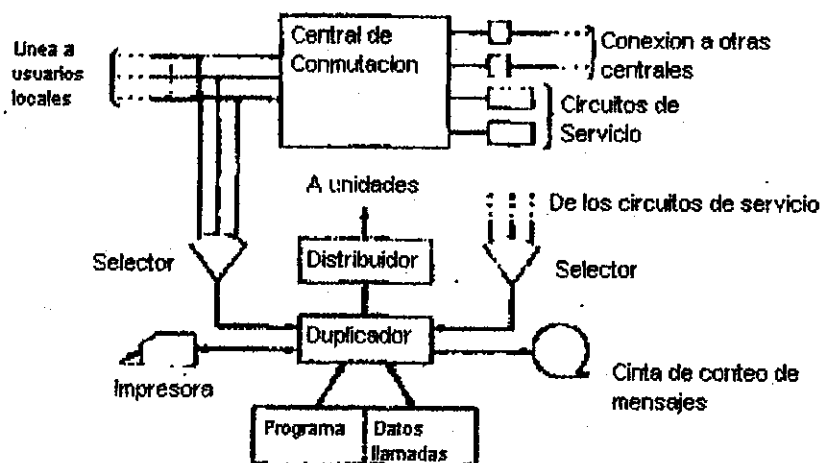 Linea a
usuarios
locales
Central de
Conmutacion
Conexion a otras
centrales
Circuitos de
Servicio
A unidades
De los circuitos de servicio
Selector
Distribuidor
Selector
Duplicador
Impresora
Cinta de conteo de
mensajes
Programa
Datos
llamadas